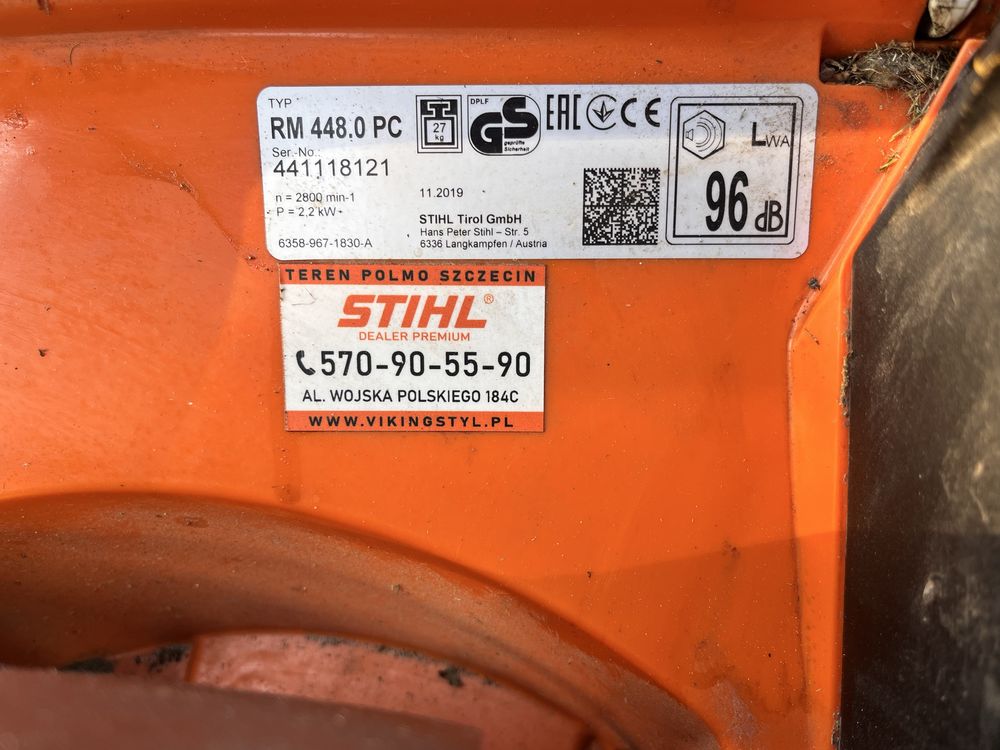 TYP
RM 448.0 PC
Ser.-No.:
441118121
n = 2800 min-1
P = 2,2 kW
6358-967-1830-A
27
kg
DPLF
GS
geprüfte
Sicherheit
EAC
CE
11.2019
STIHL Tirol GmbH
Hans Peter Stihl – Str. 5
6336 Langkampfen / Austria
LWA
96 dB
TEREN POLMO SZCZECIN
STIHL®
DEALER PREMIUM
570-90-55-90
AL. WOJSKA POLSKIEGO 184C
WWW.VIKINGSTYL.PL